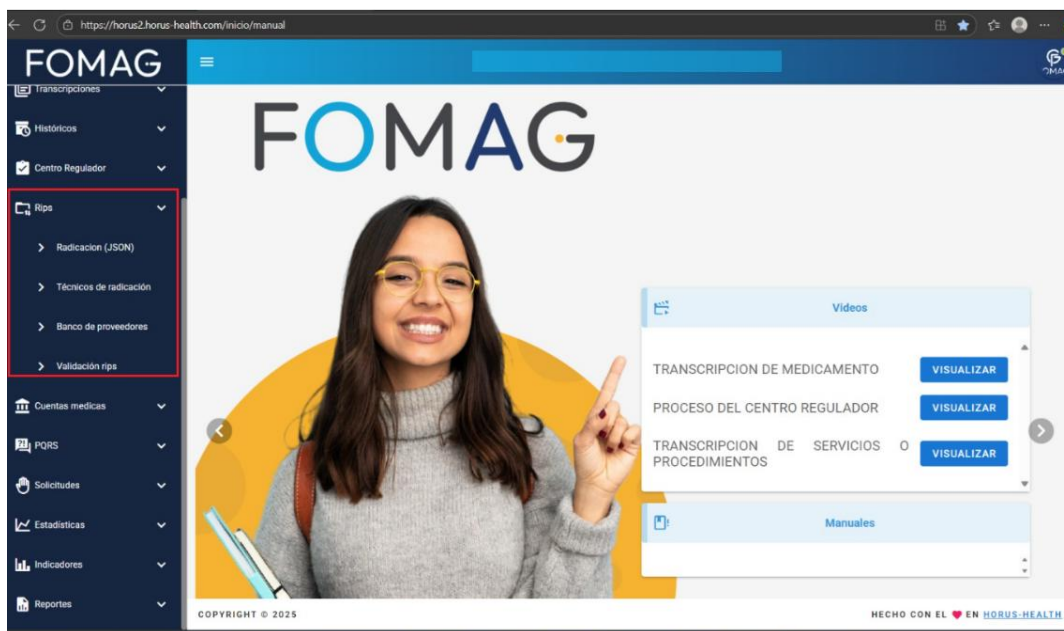 https://horus2.horus-health.com/inicio/manual
FOMAG
Transcripciones
Históricos
Centro Regulador
Rips
Radicacion (JSON)
Técnicos de radicación
Banco de proveedores
Validación rips
Cuentas medicas
PQRS
Solicitudes
Estadísticas
Indicadores
Reportes
FOMAG
Videos
TRANSCRIPCION DE MEDICAMENTO
VISUALIZAR
PROCESO DEL CENTRO REGULADOR
VISUALIZAR
TRANSCRIPCION DE SERVICIOS O
PROCEDIMIENTOS
VISUALIZAR
Manuales
COPYRIGHT © 2025
HECHO CON EL ❤ EN HORUS-HEALTH